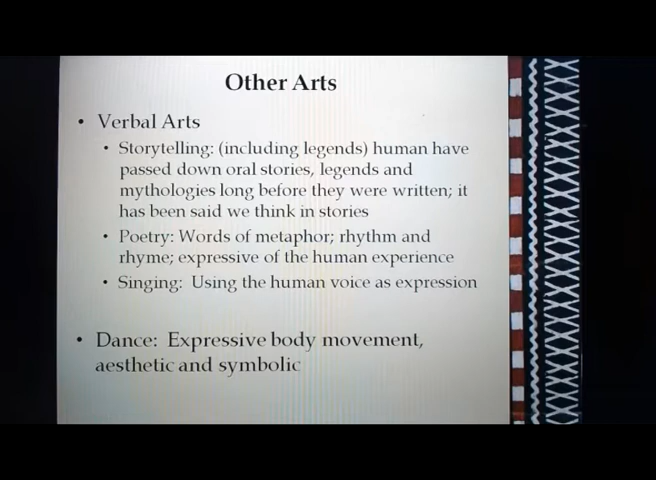 Other Arts
• Verbal Arts
• Storytelling: (including legends) human have
passed down oral stories, legends and
mythologies long before they were written; it
has been said we think in stories
• Poetry: Words of metaphor; rhythm and
rhyme; expressive of the human experience
• Singing: Using the human voice as expression
• Dance: Expressive body movement,
aesthetic and symbolic